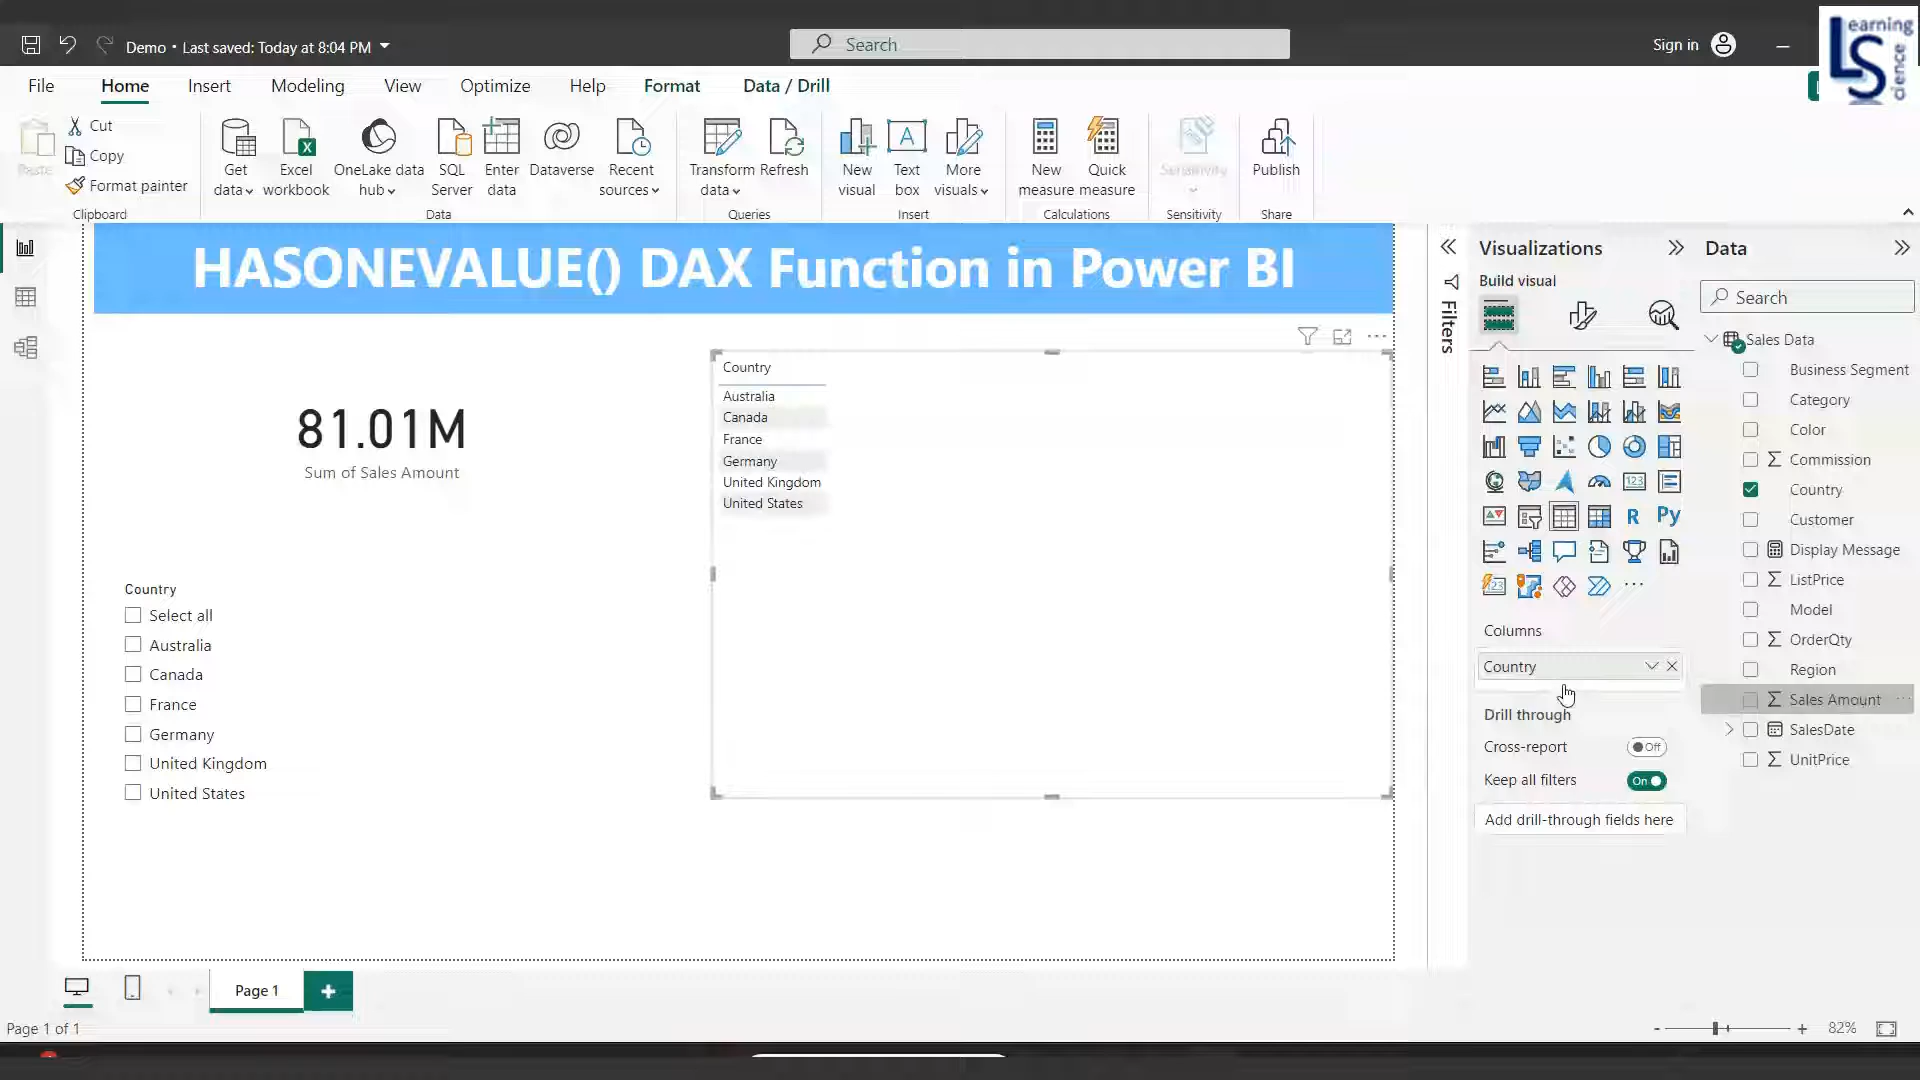 Demo • Last saved: Today at 8:04 PM
Search
Sign in
Learning
Science
File
Home
Insert
Modeling
View
Optimize
Help
Format
Data / Drill
Paste
Cut
Copy
Format painter
Clipboard
Get data
Excel workbook
OneLake data hub
SQL Server
Enter data
Dataverse
Recent sources
Data
Transform data
Refresh
Queries
New visual
Text box
More visuals
Insert
New measure
Quick measure
Calculations
Sensitivity
Sensitivity
Publish
Share
HASONEVALUE() DAX Function in Power BI
81.01M
Sum of Sales Amount
Country
Select all
Australia
Canada
France
Germany
United Kingdom
United States
Country
Australia
Canada
France
Germany
United Kingdom
United States
Filters
Visualizations
Build visual
123
R
Py
123
Columns
Country
Drill through
Cross-report
Off
Keep all filters
On
Add drill-through fields here
Data
Search
Sales Data
Business Segment
Category
Color
Commission
Country
Customer
Display Message
ListPrice
Model
OrderQty
Region
Sales Amount
SalesDate
UnitPrice
Page 1
Page 1 of 1
82%